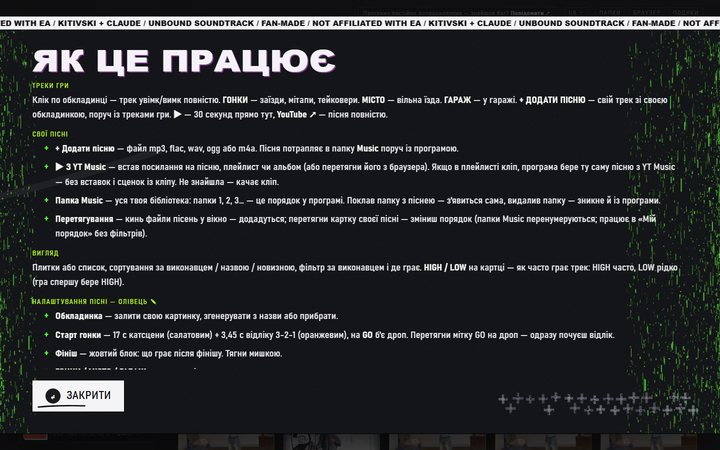 ED WITH EA / KITIVSKI + CLAUDE / UNBOUND SOUNDTRACK / FAN-MADE / NOT AFFILIATED WITH EA / KITIVSKI + CLAUDE / UNBOUND SOUNDTRACK / FAN-MADE / NOT AFF
ЯК ЦЕ ПРАЦЮЄ
ТРЕКИ ГРИ
Клік по обкладинці — трек увімк/вимк повністю. ГОНКИ — заїзди, мітапи, тейковери. МІСТО — вільна їзда. ГАРАЖ — у гаражі. + ДОДАТИ ПІСНЮ — свій трек зі своєю
обкладинкою, поруч із треками гри. ▶ — 30 секунд прямо тут, YouTube ↗ — пісня повністю.
СВОЇ ПІСНІ
+ + Додати пісню — файл mp3, flac, wav, ogg або m4a. Пісня потрапляє в папку Music поруч із програмою.
+ ▶ З YT Music — встав посилання на пісню, плейлист чи альбом (або перетягни його з браузера). Якщо в плейлисті кліп, програма бере ту саму пісню з YT Music
— без вставок і сценок із кліпу. Не знайшла — качає кліп.
+ Папка Music — уся твоя бібліотека: папки 1, 2, 3… — це порядок у програмі. Поклав папку з піснею — з'явиться сама, видалив папку — зникне й із програми.
+ Перетягування — кинь файли пісень у вікно — додадуться; перетягни картку своєї пісні — зміниш порядок (папки Music перенумеруються; працює в «Мій
порядок» без фільтрів).
ВИГЛЯД
Плитки або список, сортування за виконавцем / назвою / новизною, фільтр за виконавцем і де грає. HIGH / LOW на картці — як часто грає трек: HIGH часто, LOW рідко
(гра спершу бере HIGH).
НАЛАШТУВАННЯ ПІСНІ — ОЛІВЕЦЬ ✎
+ Обкладинка — залити свою картинку, згенерувати з назви або прибрати.
+ Старт гонки — 17 с катсцени (салатовим) + 3,45 с відліку 3-2-1 (оранжевим), на GO б'є дроп. Перетягни мітку GO на дроп — одразу почуєш відлік.
+ Фініш — жовтий блок: що грає після фінішу. Тягни мишкою.
ЗАКРИТИ